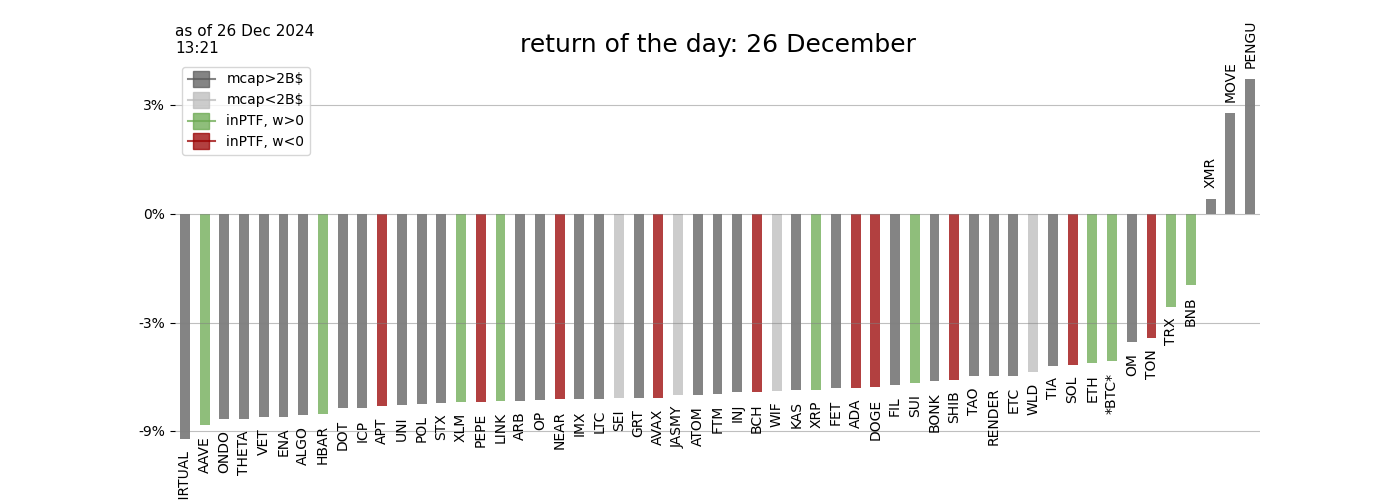 as of 26 Dec 2024
13:21
return of the day: 26 December
mcap>2B$
mcap<2B$
inPTF, w>0
inPTF, w<0
3%
0%
-3%
-9%
IRTUAL
AAVE
ONDO
THETA
VET
ENA
ALGO
HBAR
DOT
ICP
APT
UNI
POL
STX
XLM
PEPE
LINK
ARB
OP
NEAR
IMX
LTC
SEI
GRT
AVAX
JASMY
ATOM
FTM
INJ
BCH
WIF
KAS
XRP
FET
ADA
DOGE
FIL
SUI
BONK
SHIB
TAO
RENDER
ETC
WLD
TIA
SOL
ETH
*BTC*
OM
TON
TRX
BNB
XMR
MOVE
PENGU